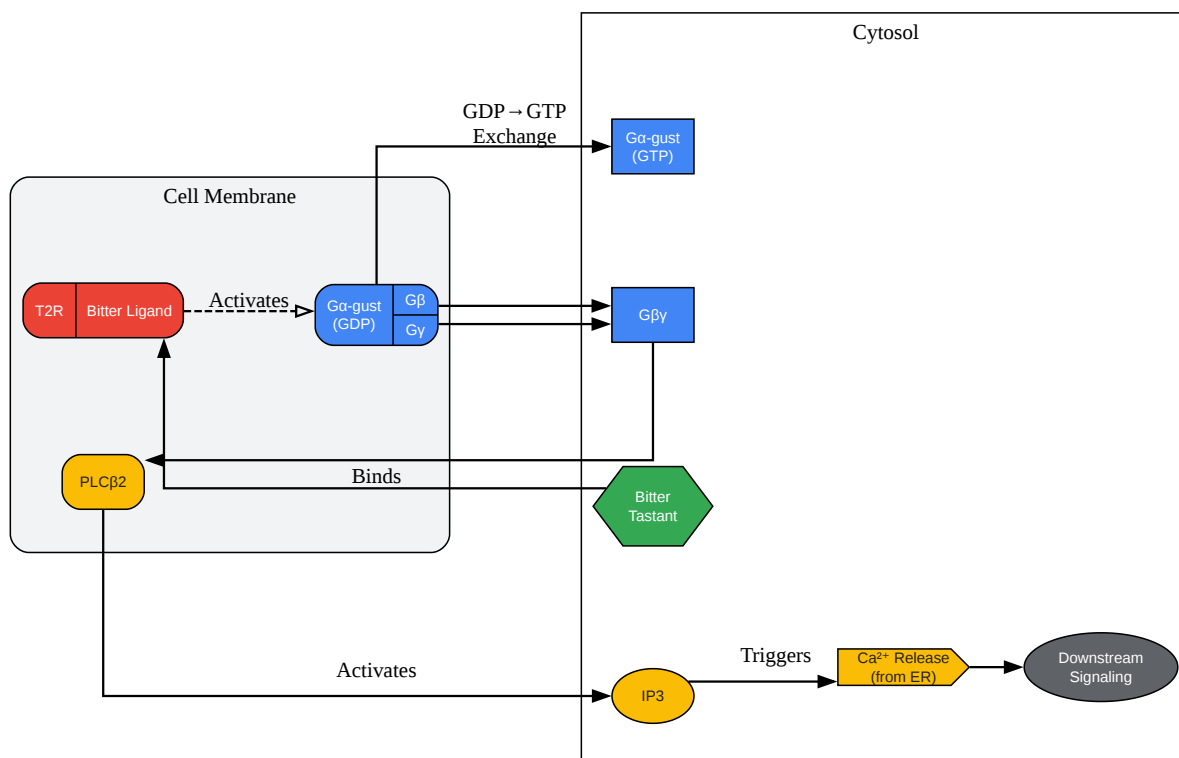 Cytosol
GDP→GTP
Exchange
Gα-gust
(GTP)
Cell Membrane
T2R
Bitter Ligand
Activates
Gα-gust
(GDP)
Gβ
Gγ
Gβγ
PLCβ2
Binds
Bitter
Tastant
Activates
IP3
Triggers
Ca²⁺ Release
(from ER)
Downstream
Signaling